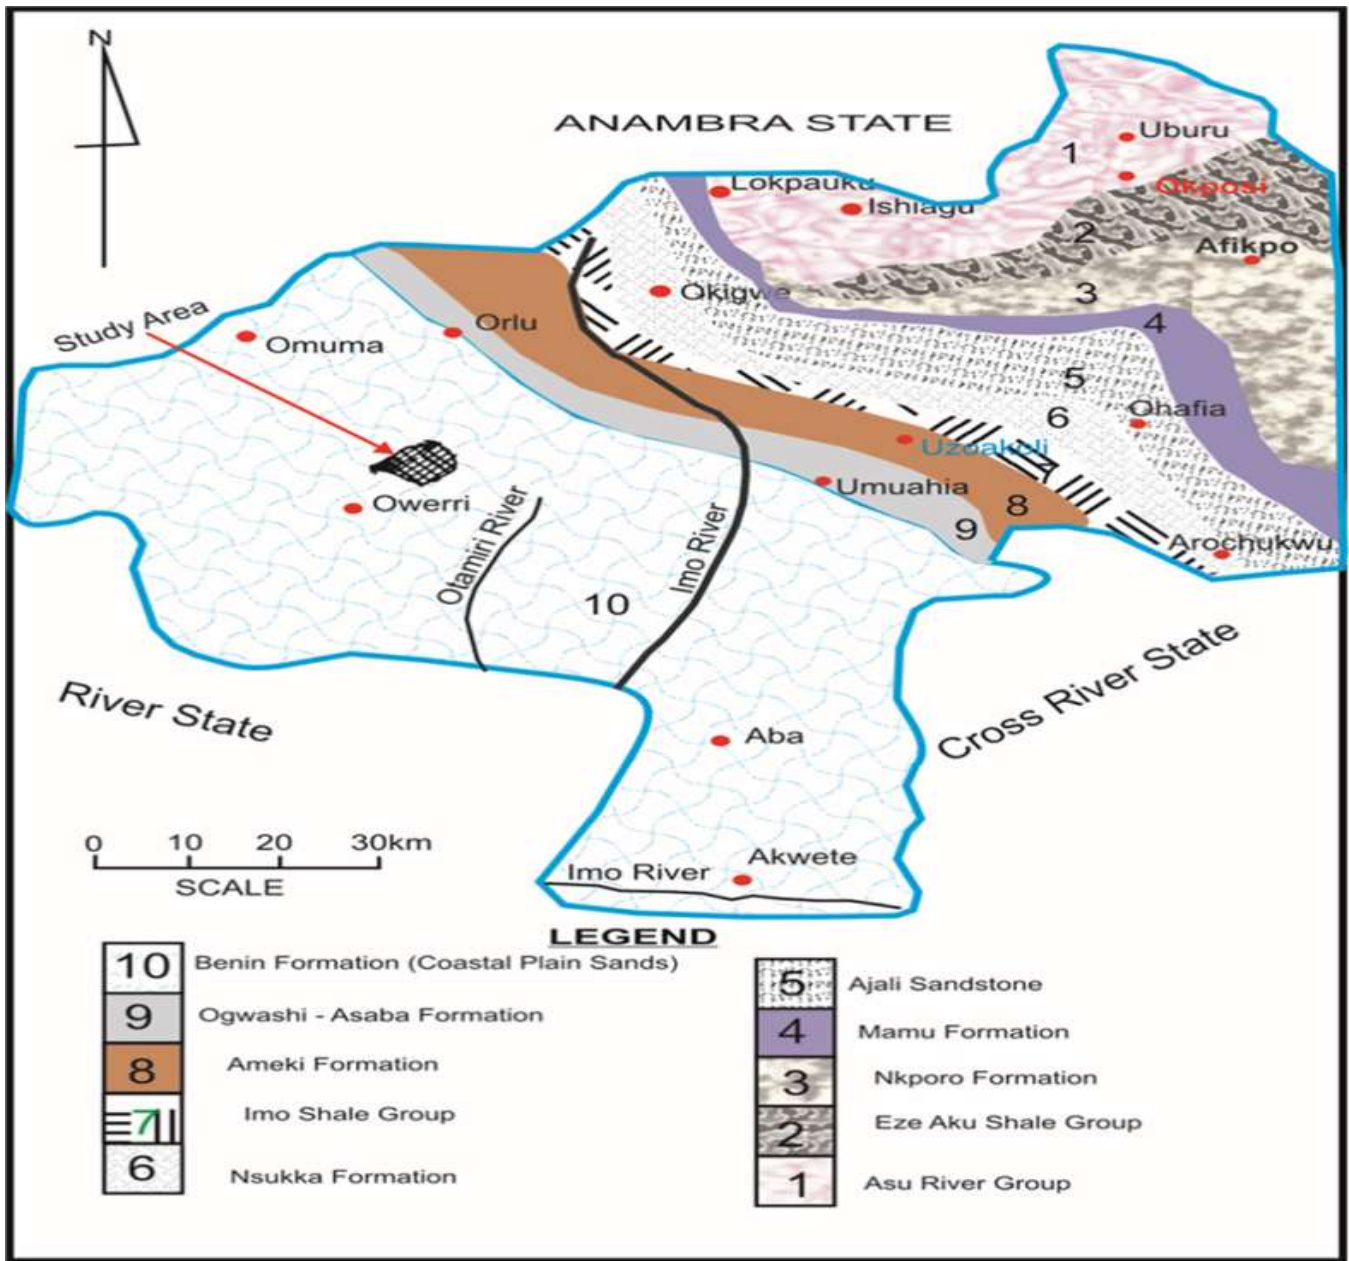 N
ANAMBRA STATE
Uburu
1
Okposi
Lokpauku
Ishiagu
2
Afikpo
Okigwe
3
4
Study Area
Omuma
Orlu
5
6
Ohafia
Uzoakoli
Umuahia
8
9
Owerri
Otamiri River
Imo River
Arochukwu
10
River State
Cross River State
Aba
0 10 20 30km
SCALE
Imo River
Akwete
LEGEND
10 Benin Formation (Coastal Plain Sands)
9 Ogwashi - Asaba Formation
8 Ameki Formation
7 Imo Shale Group
6 Nsukka Formation
5 Ajali Sandstone
4 Mamu Formation
3 Nkporo Formation
2 Eze Aku Shale Group
1 Asu River Group